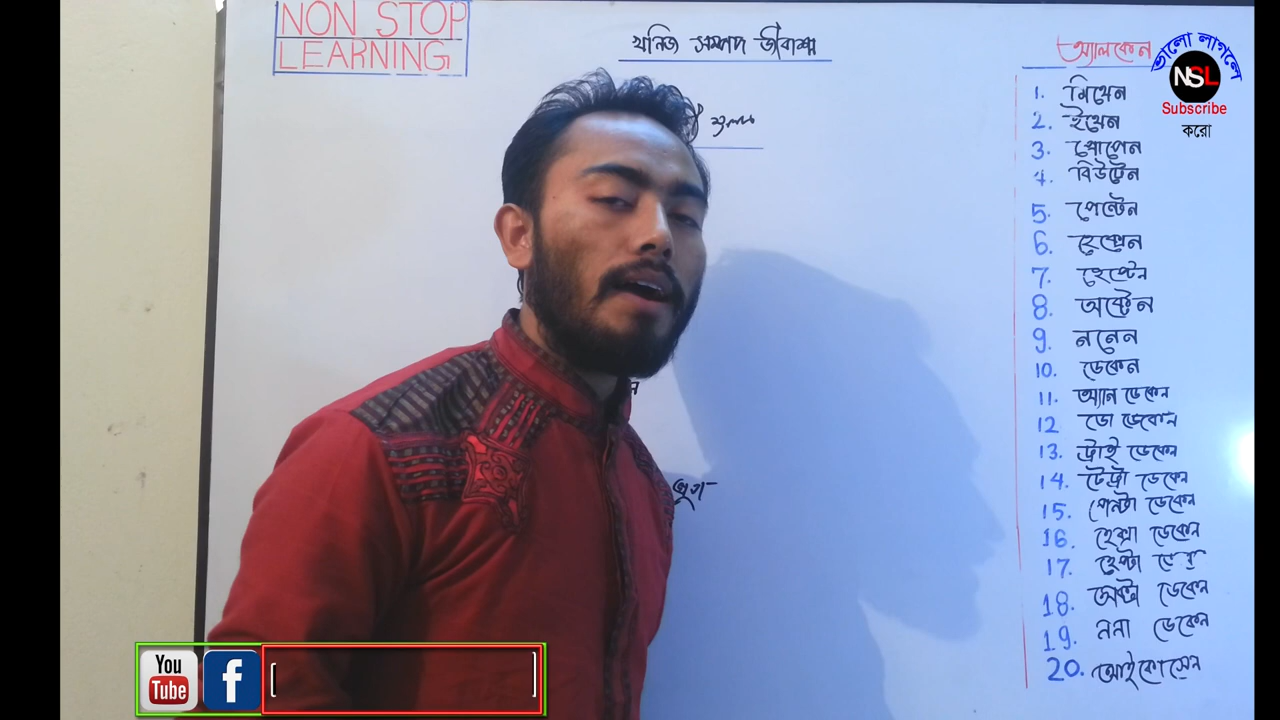 NON STOP
LEARNING
খনিজ সম্পদ জীবাশ্ম
অ্যালকেন
1. মিথেন
2. ইথেন
3. প্রোপেন
4. বিউটেন
5. পেন্টেন
6. হেক্সেন
7. হেপ্টেন
8. অক্টেন
9. ননেন
10. ডেকেন
11. অ্যান ডেকেন
12 ডো ডেকেন
13. ট্রাই ডেকেন
14. টেট্রা ডেকেন
15. পেনটা ডেকেন
16. হেক্সা ডেকেন
17. হেপ্টা
18. অক্টা ডেকেন
19. ননা ডেকেন
20. আইকোসেন
ভালো লাগলে
NSL
Subscribe
করো
You
Tube
f